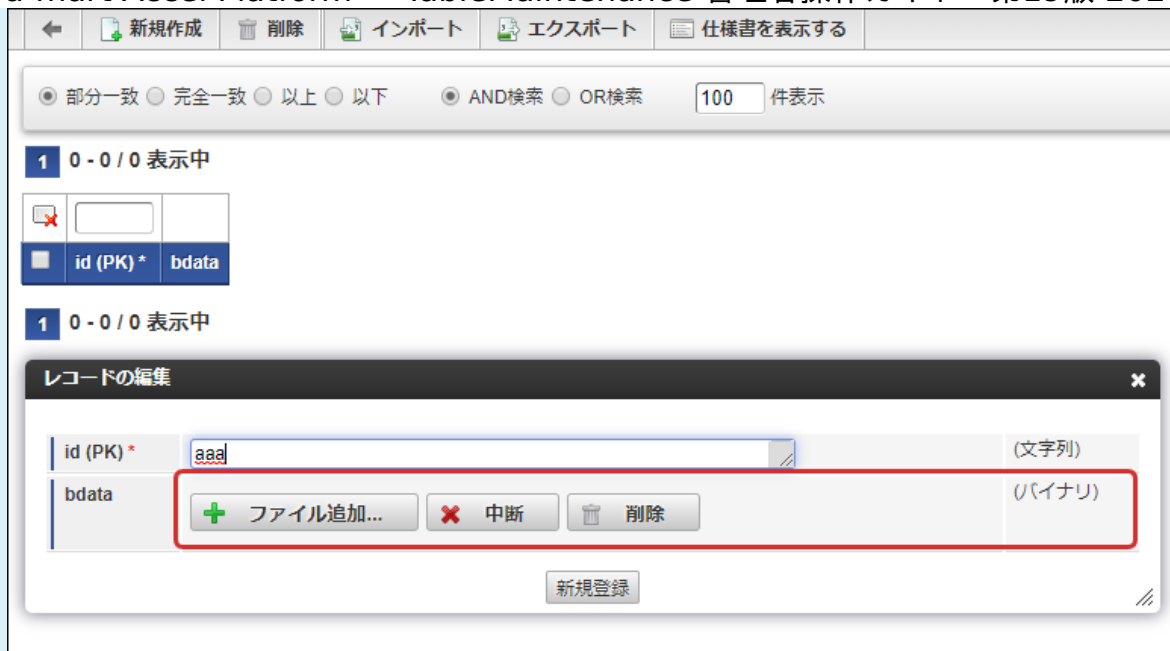 新規作成 削除 インポート エクスポート 仕様書を表示する
部分一致 完全一致 以上 以下 AND検索 OR検索 100 件表示
1 0 - 0 / 0 表示中
id (PK) * bdata
1 0 - 0 / 0 表示中
レコードの編集
id (PK) * aaa (文字列)
bdata ファイル追加... 中断 削除 (バイナリ)
新規登録